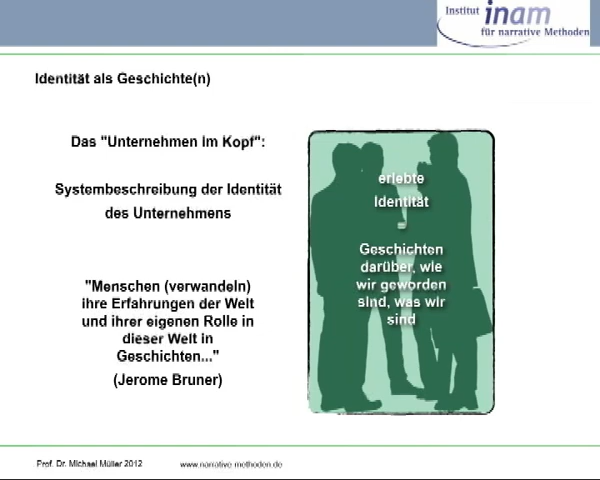 Institut
inam
für narrative Methoden
Identität als Geschichte(n)
Das "Unternehmen im Kopf":
Systembeschreibung der Identität
des Unternehmens
"Menschen (verwandeln)
ihre Erfahrungen der Welt
und ihrer eigenen Rolle in
dieser Welt in
Geschichten..."
(Jerome Bruner)
erlebte
Identität
=
Geschichten
darüber, wie
wir geworden
sind, was wir
sind
Prof. Dr. Michael Müller 2012
www.narrative-methoden.de